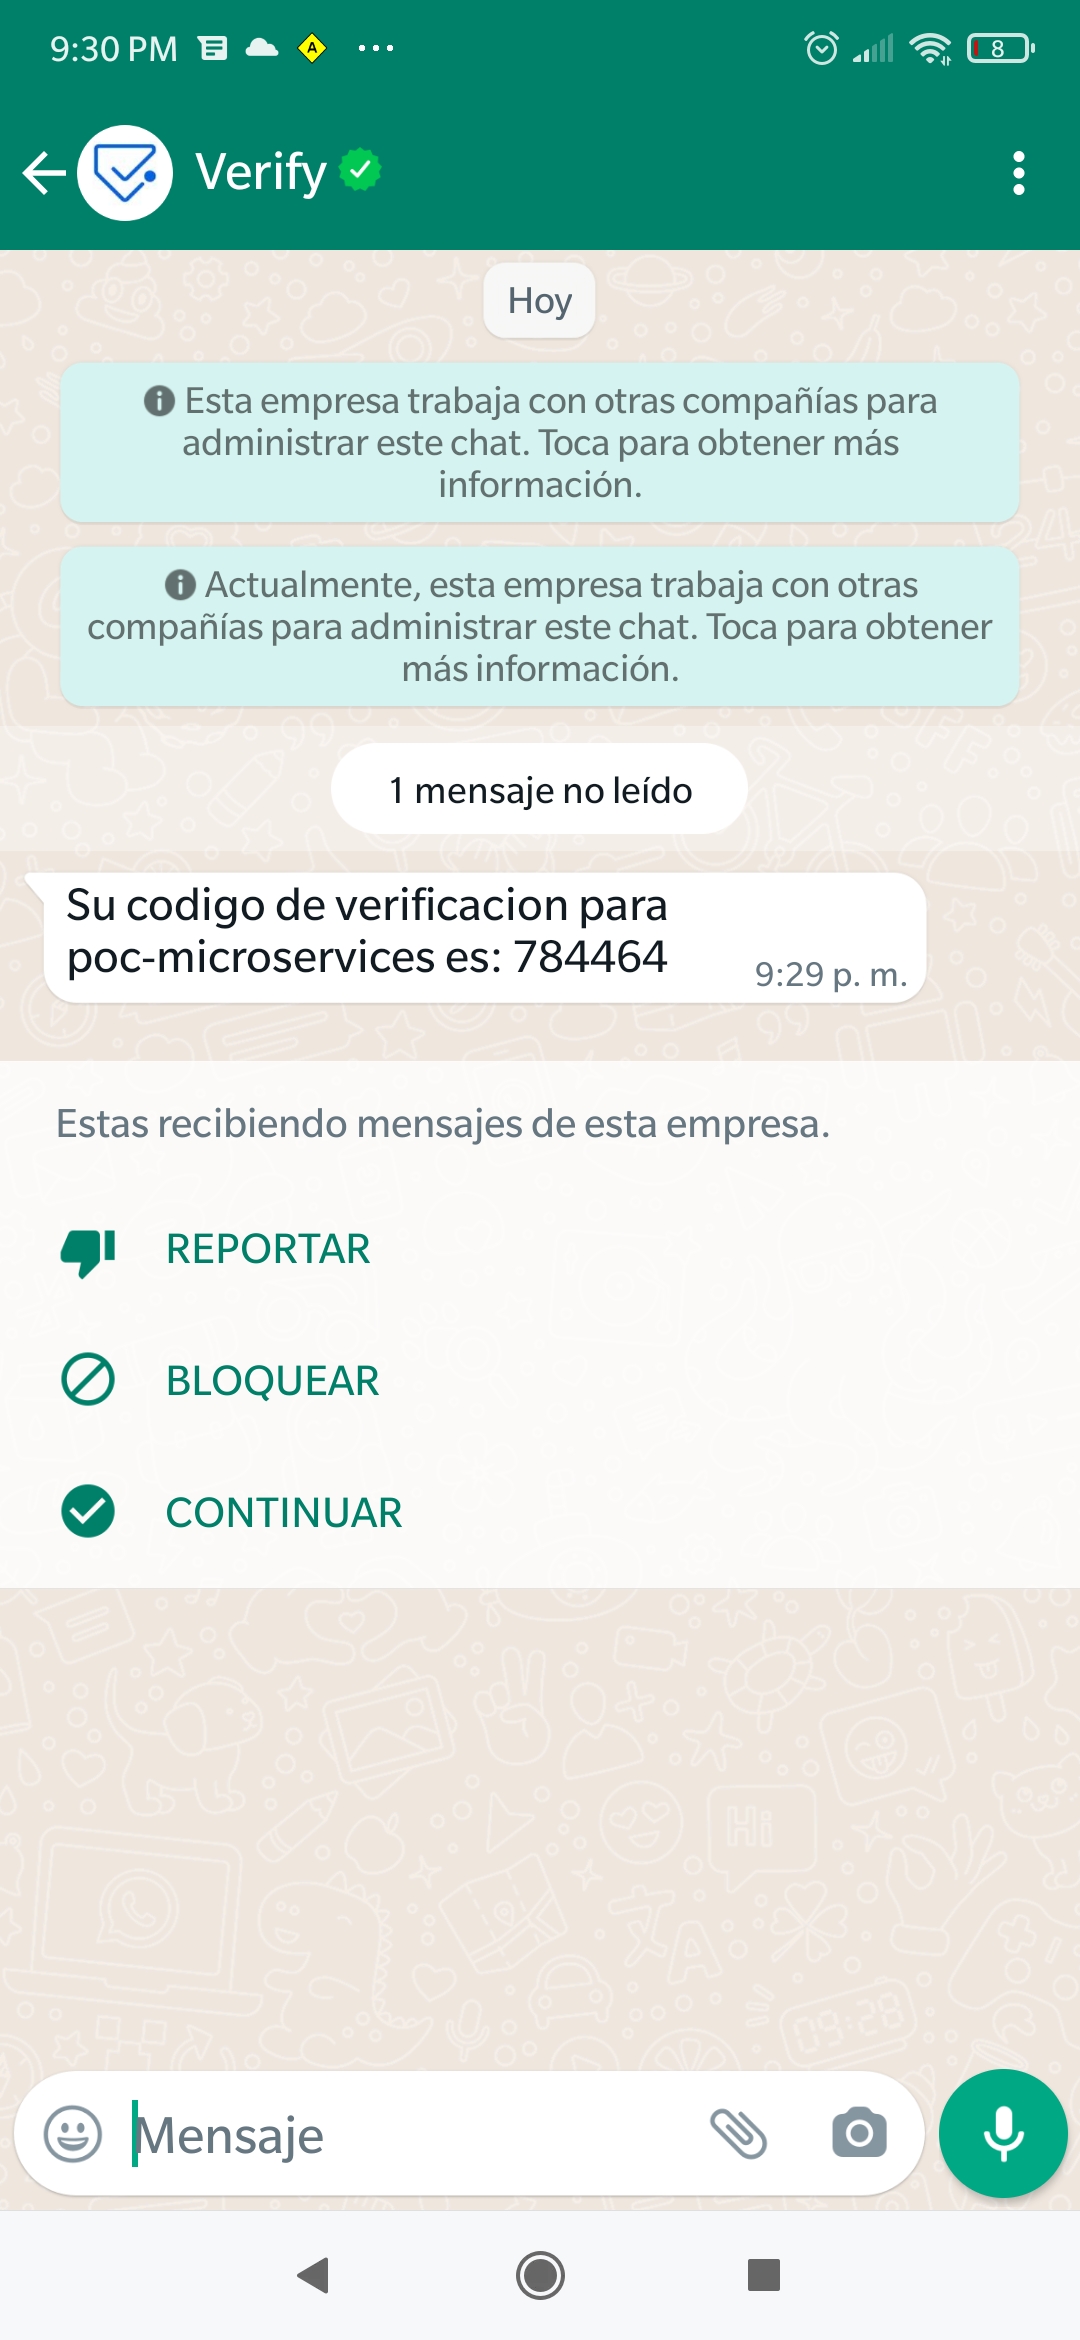 9:30 PM
8
Verify
Hoy
Esta empresa trabaja con otras compañías para
administrar este chat. Toca para obtener más
información.
Actualmente, esta empresa trabaja con otras
compañías para administrar este chat. Toca para obtener
más información.
1 mensaje no leído
Su codigo de verificacion para
poc-microservices es: 784464
9:29 p. m.
Estas recibiendo mensajes de esta empresa.
REPORTAR
BLOQUEAR
CONTINUAR
Hi
09:28
Mensaje